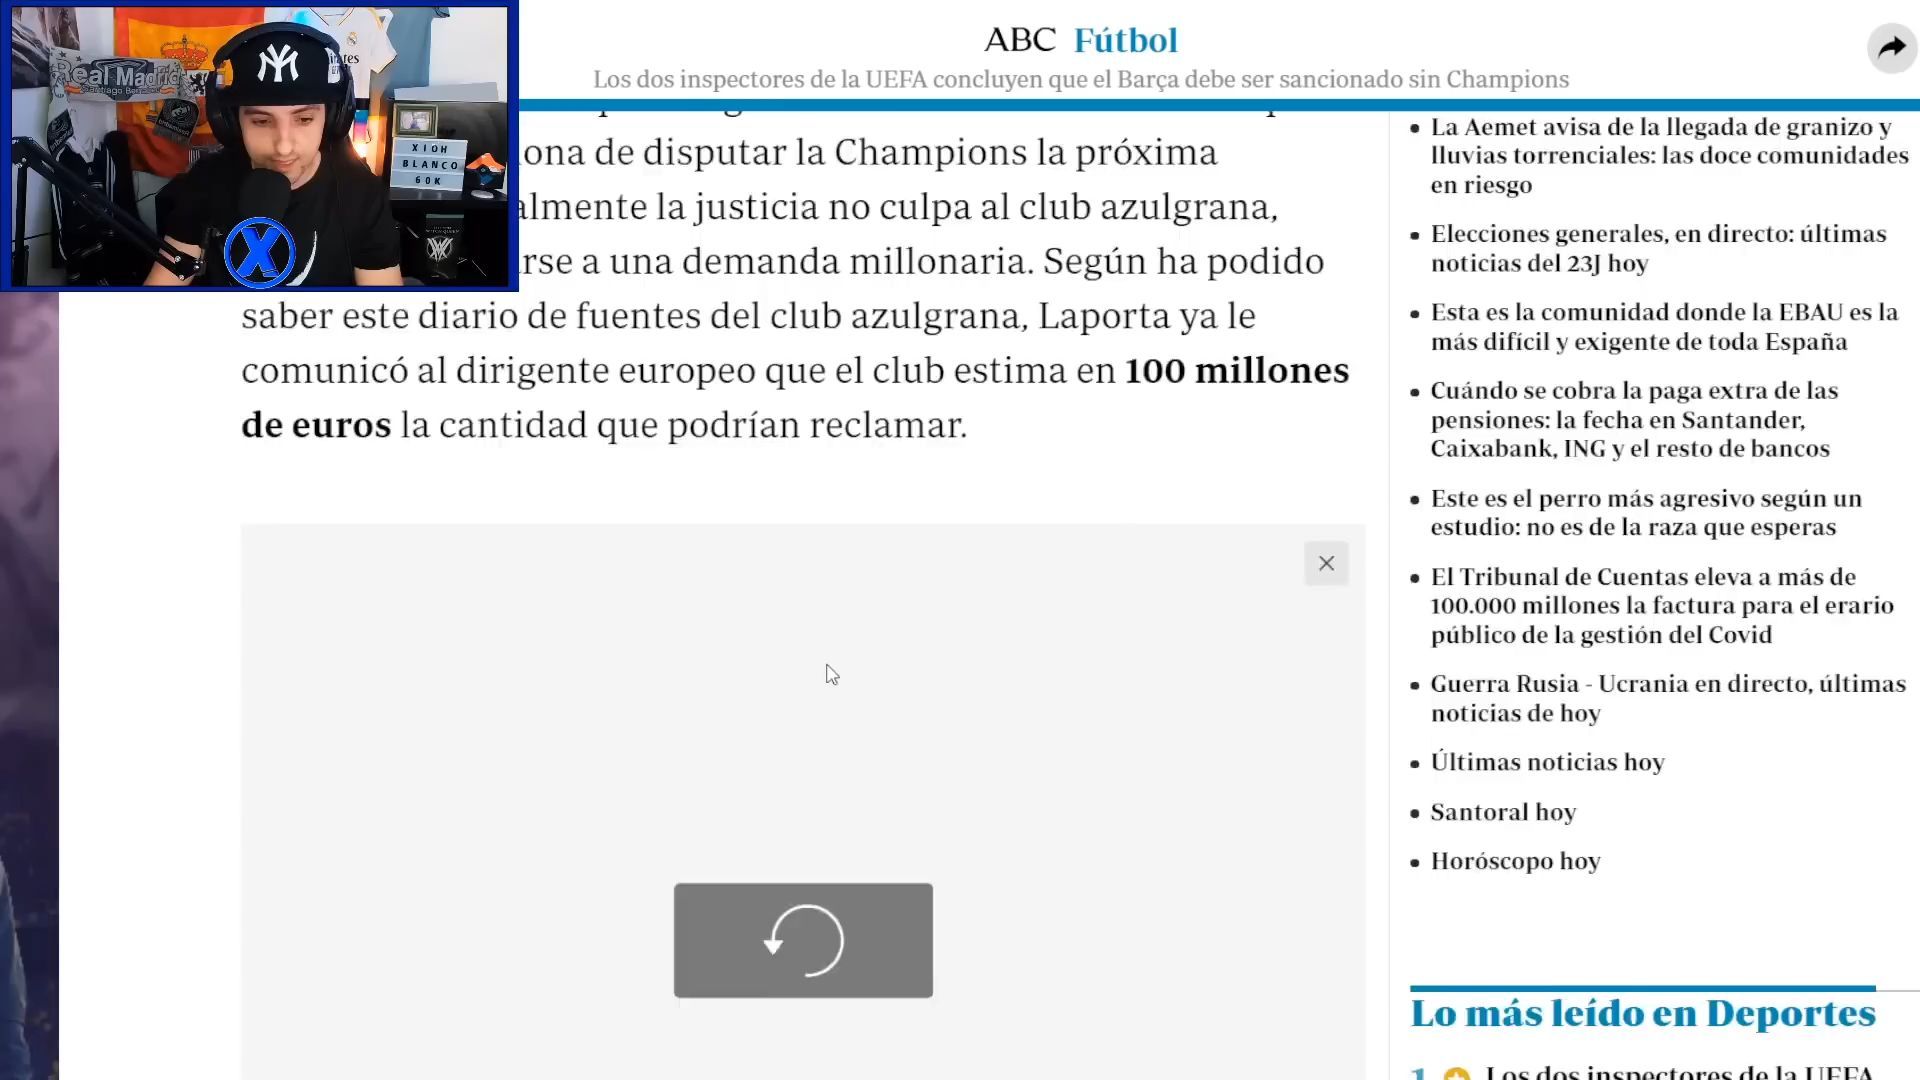 ABC Fútbol
Los dos inspectores de la UEFA concluyen que el Barça debe ser sancionado sin Champions
Real Madrid
XIOH
BLANCO
60K
X
ona de disputar la Champions la próxima
almente la justicia no culpa al club azulgrana,
rse a una demanda millonaria. Según ha podido
saber este diario de fuentes del club azulgrana, Laporta ya le
comunicó al dirigente europeo que el club estima en 100 millones
de euros la cantidad que podrían reclamar.
La Aemet avisa de la llegada de granizo y
lluvias torrenciales: las doce comunidades
en riesgo
Elecciones generales, en directo: últimas
noticias del 23J hoy
Esta es la comunidad donde la EBAU es la
más difícil y exigente de toda España
Cuándo se cobra la paga extra de las
pensiones: la fecha en Santander,
Caixabank, ING y el resto de bancos
Este es el perro más agresivo según un
estudio: no es de la raza que esperas
El Tribunal de Cuentas eleva a más de
100.000 millones la factura para el erario
público de la gestión del Covid
Guerra Rusia - Ucrania en directo, últimas
noticias de hoy
Últimas noticias hoy
Santoral hoy
Horóscopo hoy
Lo más leído en Deportes
1 Los dos inspectores de la UEFA